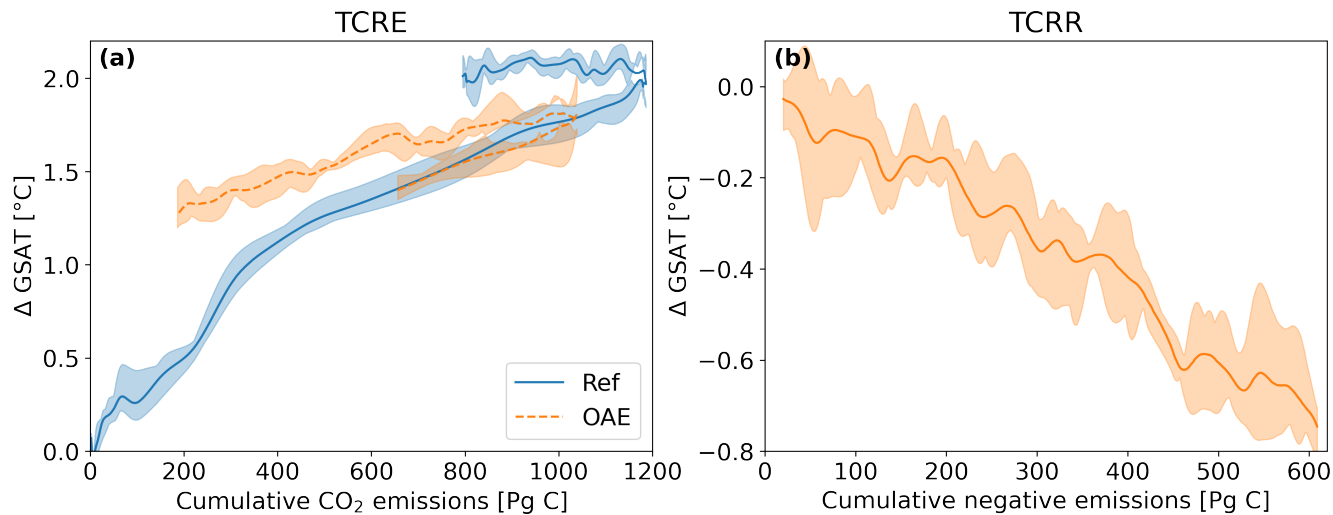 TCRE
(a)
Δ GSAT [°C]
2.0
1.5
1.0
0.5
0.0
0 200 400 600 800 1000 1200
Cumulative CO₂ emissions [Pg C]
Ref
OAE
TCRR
(b)
Δ GSAT [°C]
0.0
−0.2
−0.4
−0.6
−0.8
0 100 200 300 400 500 600
Cumulative negative emissions [Pg C]